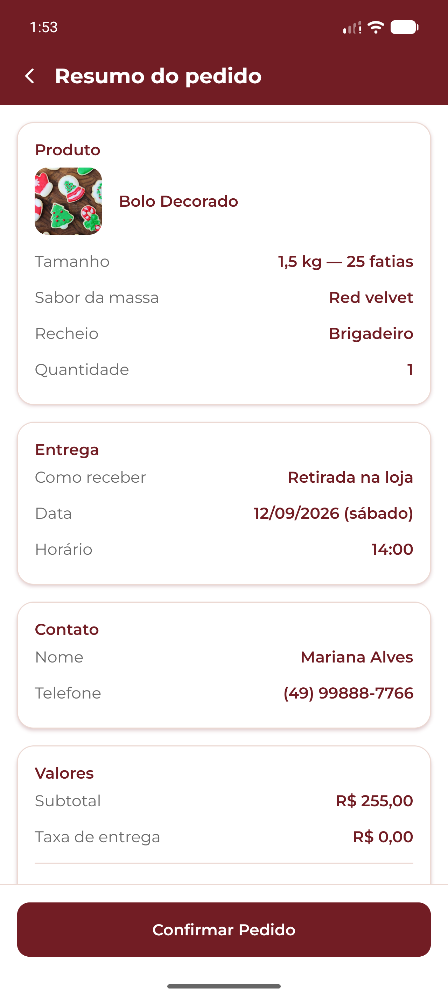 1:53
Resumo do pedido
Produto
Bolo Decorado
Tamanho 1,5 kg — 25 fatias
Sabor da massa Red velvet
Recheio Brigadeiro
Quantidade 1
Entrega
Como receber Retirada na loja
Data 12/09/2026 (sábado)
Horário 14:00
Contato
Nome Mariana Alves
Telefone (49) 99888-7766
Valores
Subtotal R$ 255,00
Taxa de entrega R$ 0,00
Confirmar Pedido